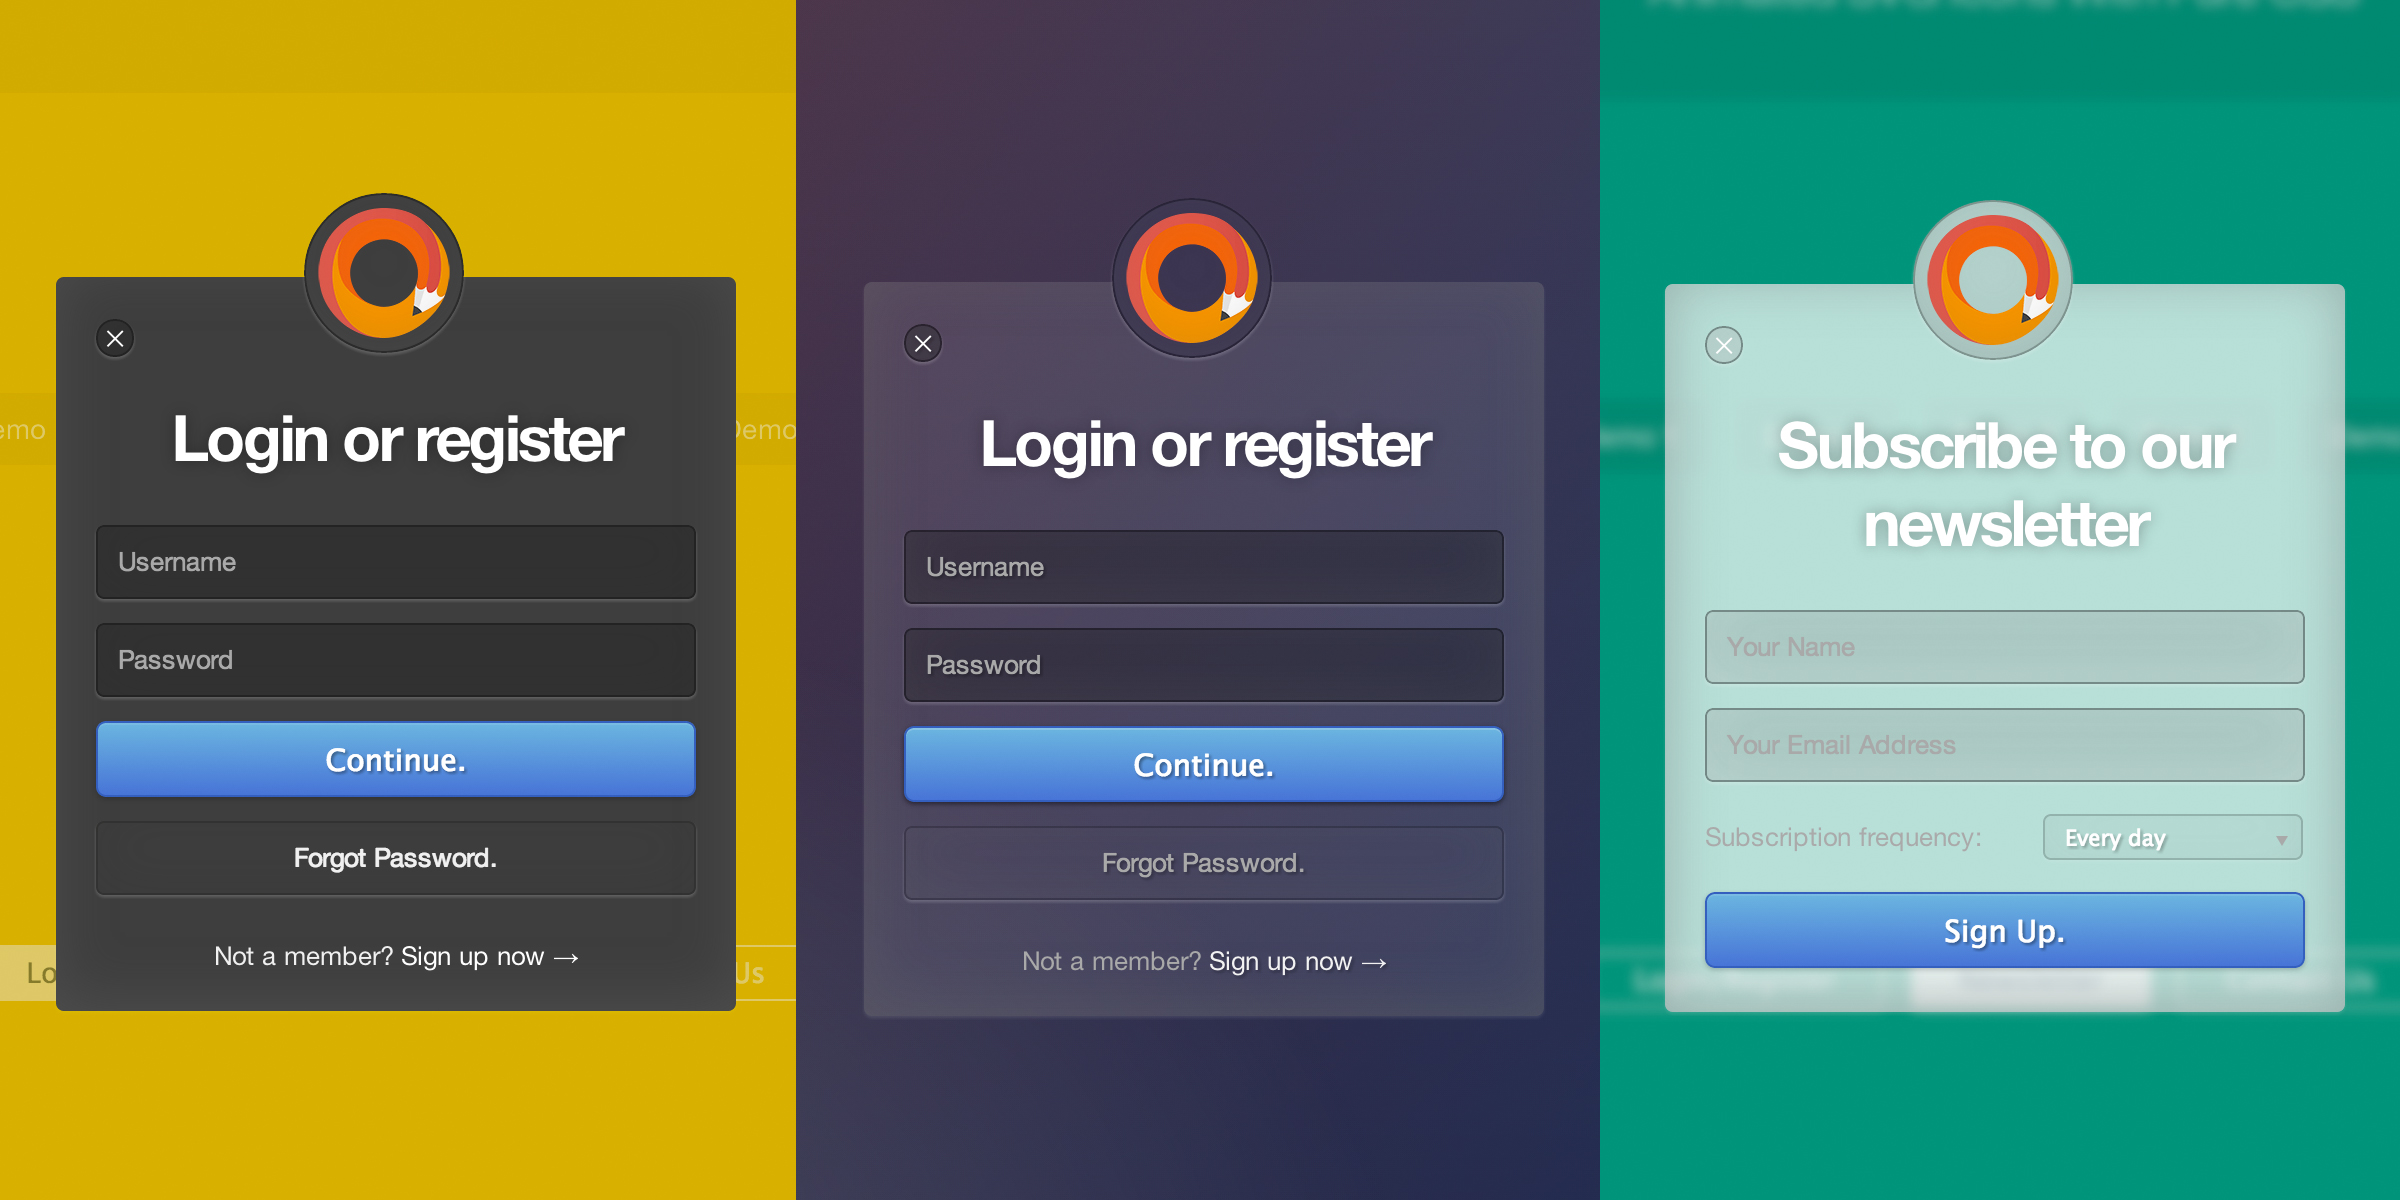 Demo
Us
Login or register
Username
Password
Continue.
Forgot Password.
Not a member? Sign up now →
Login or register
Username
Password
Continue.
Forgot Password.
Not a member? Sign up now →
Subscribe to our
newsletter
Your Name
Your Email Address
Subscription frequency:
Every day
Sign Up.